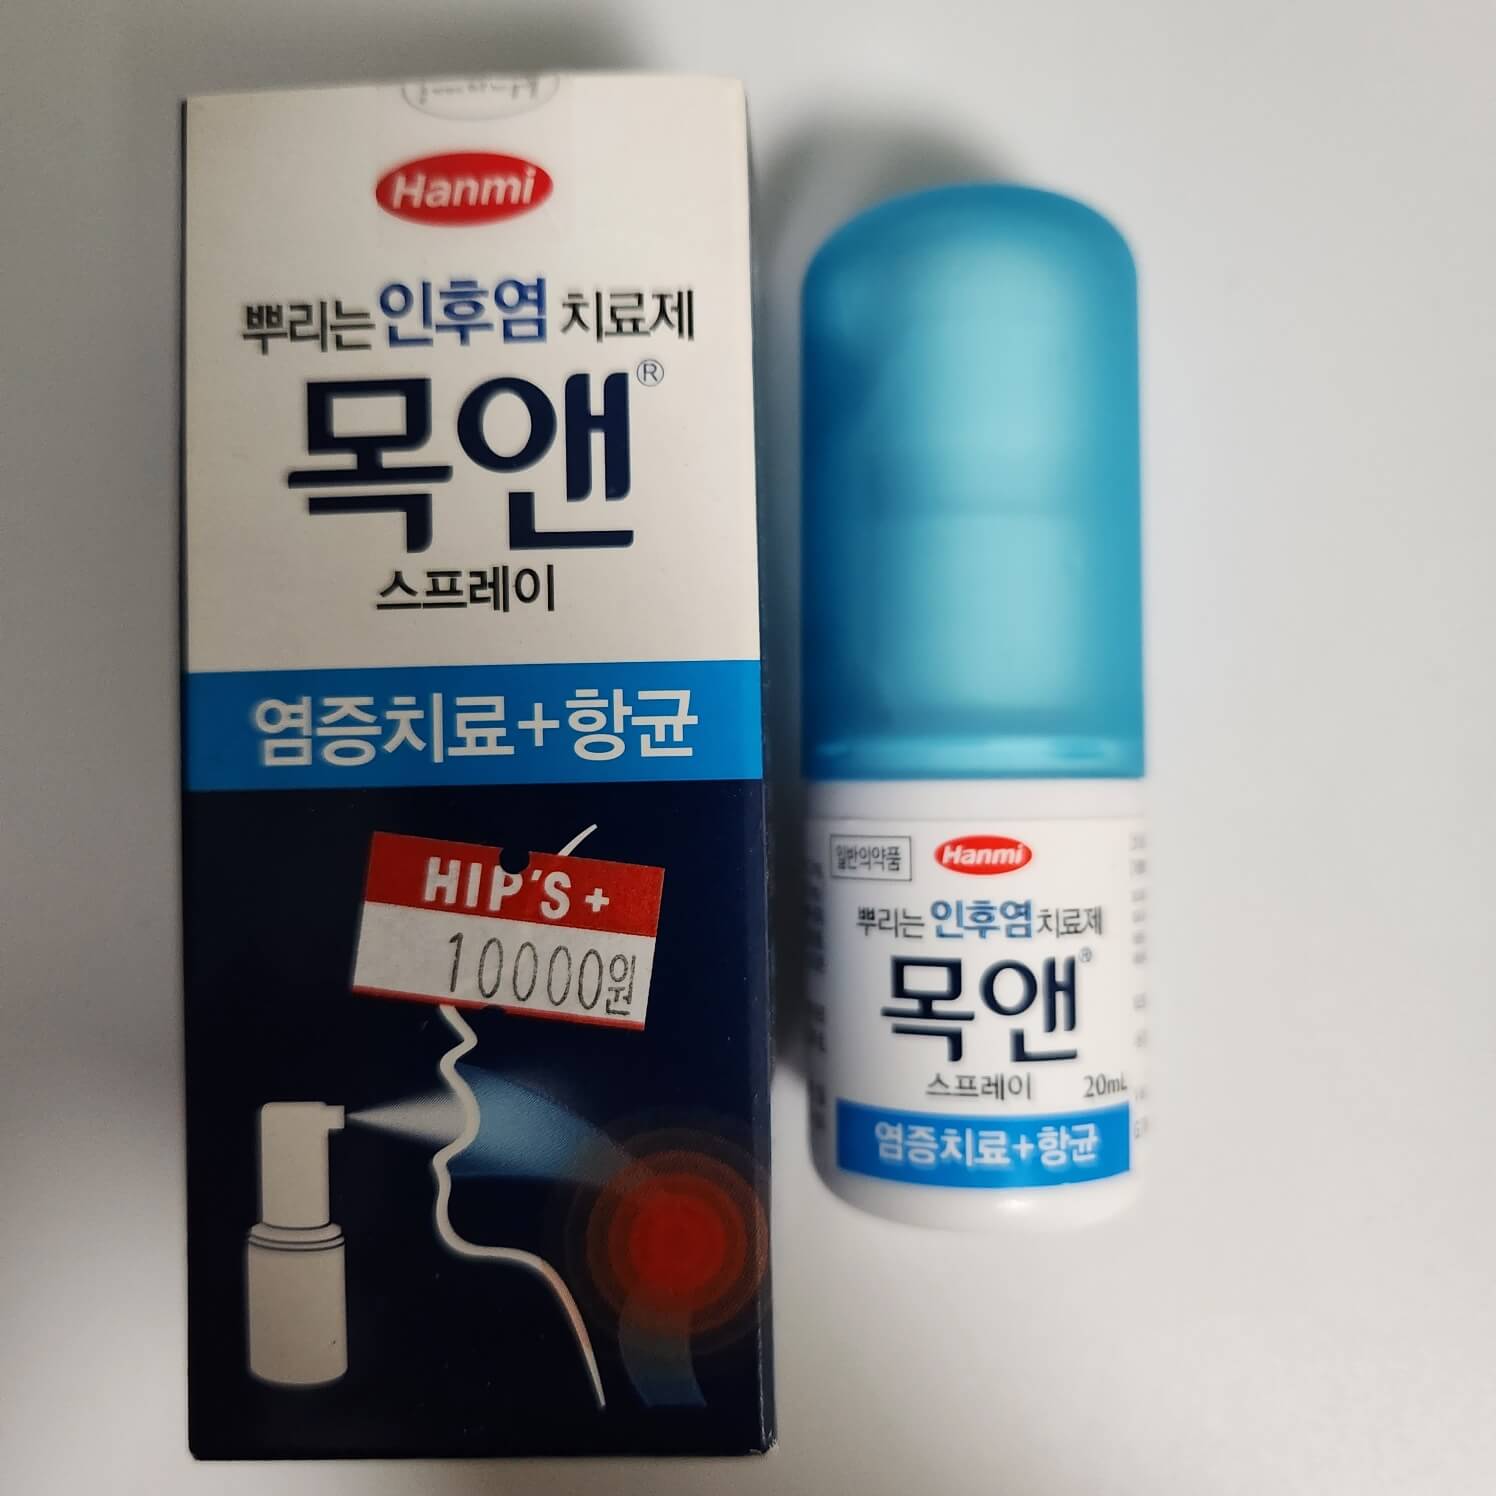 Hanmi
뿌리는 인후염 치료제
목앤®
스프레이
염증치료+항균
HIP'S+
10000원
일반의약품
Hanmi
뿌리는 인후염 치료제
목앤®
스프레이 20mL
염증치료+항균